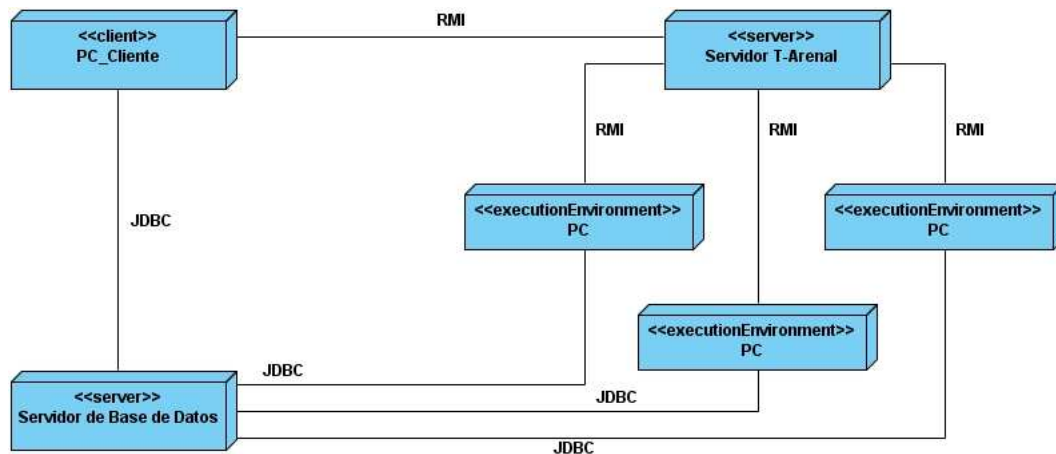 <<client>>
PC_Cliente
RMI
<<server>>
Servidor T-Arenal
RMI
RMI
RMI
<<executionEnvironment>>
PC
<<executionEnvironment>>
PC
JDBC
<<executionEnvironment>>
PC
JDBC
<<server>>
Servidor de Base de Datos
JDBC
JDBC